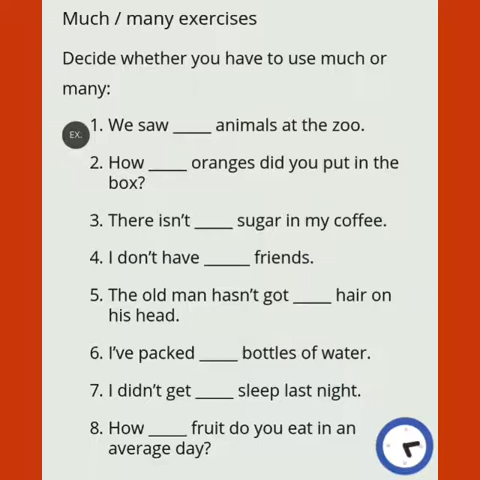 Much / many exercises
Decide whether you have to use much or
many:
EX.
1. We saw _____ animals at the zoo.
2. How _____ oranges did you put in the
box?
3. There isn't _____ sugar in my coffee.
4. I don't have ______ friends.
5. The old man hasn't got _____ hair on
his head.
6. I've packed _____ bottles of water.
7. I didn't get _____ sleep last night.
8. How _____ fruit do you eat in an
average day?